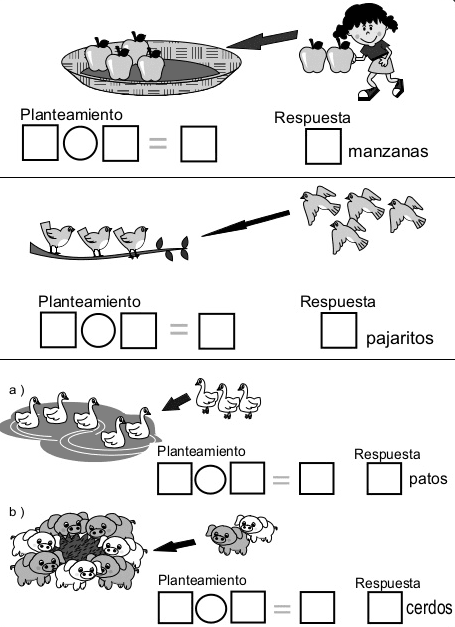 Planteamiento
Respuesta
=
manzanas
Planteamiento
Respuesta
=
pajaritos
a )
Planteamiento
Respuesta
=
patos
b )
Planteamiento
Respuesta
=
cerdos